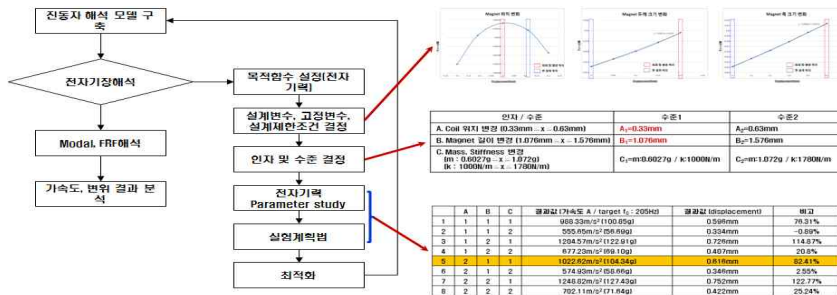 진동자 해석 모델 구
축
전자기장해석
Modal, FRF해석
가속도, 변위 결과 분
석
목적함수 설정(전자
기력)
설계변수, 고정변수,
설계제한조건 결정
인자 및 수준 결정
전자기력
Parameter study
실험계획법
최적화
Magnet 위치 변화
Magnet 두께 크기 변화
Magnet 폭 크기 변화
인자 / 수준 수준1 수준2
A. Coil 위치 변경 (0.33mm=x=0.63mm) A₁=0.33mm A₂=0.63mm
B. Magnet 길이 변경 (1.076mm=x=1.576mm) B₁=1.076mm B₂=1.576mm
C. Mass, Stiffness 변경
(m : 0.6027g=x=1.072g)
(k : 1000N/m=x=1780N/m)
C₁=m:0.6027g / k:1000N/m C₂=m:1.072g / k:1780N/m
A B C 결과값 (가속도 A / target f₀ : 205Hz) 결과값 (displacement) 비고
1 1 1 1 988.33m/s² (100.85g) 0.596mm 76.31%
2 1 1 2 555.65m/s² (56.69g) 0.334mm -0.89%
3 1 2 1 1204.57m/s² (122.91g) 0.726mm 114.87%
4 1 2 2 677.23m/s² (69.10g) 0.407mm 20.8%
5 2 1 1 1022.62m/s² (104.34g) 0.616mm 82.41%
6 2 1 2 574.93m/s² (58.66g) 0.346mm 2.55%
7 2 2 1 1248.82m/s² (127.43g) 0.752mm 122.77%
8 2 2 2 702.11m/s² (71.64g) 0.422mm 25.24%